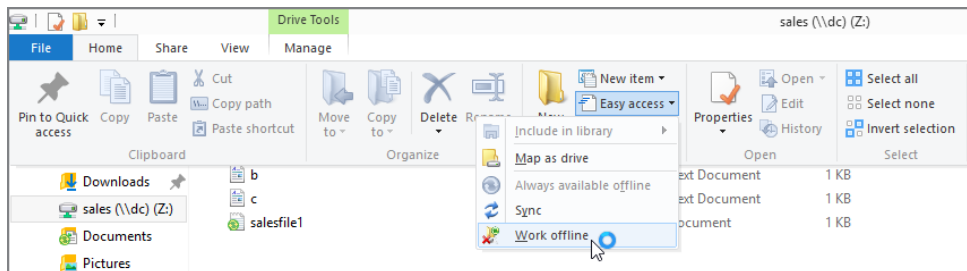 Drive Tools
sales (\\dc) (Z:)
File Home Share View Manage
Pin to Quick access
Copy
Paste
Cut
Copy path
Paste shortcut
Clipboard
Move to
Copy to
Delete
Organize
New item
Easy access
Properties
Open
Edit
History
Open
Select all
Select none
Invert selection
Select
Include in library
Map as drive
Always available offline
Sync
Work offline
Downloads
sales (\\dc) (Z:)
Documents
Pictures
b ext Document 1 KB
c ext Document 1 KB
salesfile1 ocument 1 KB